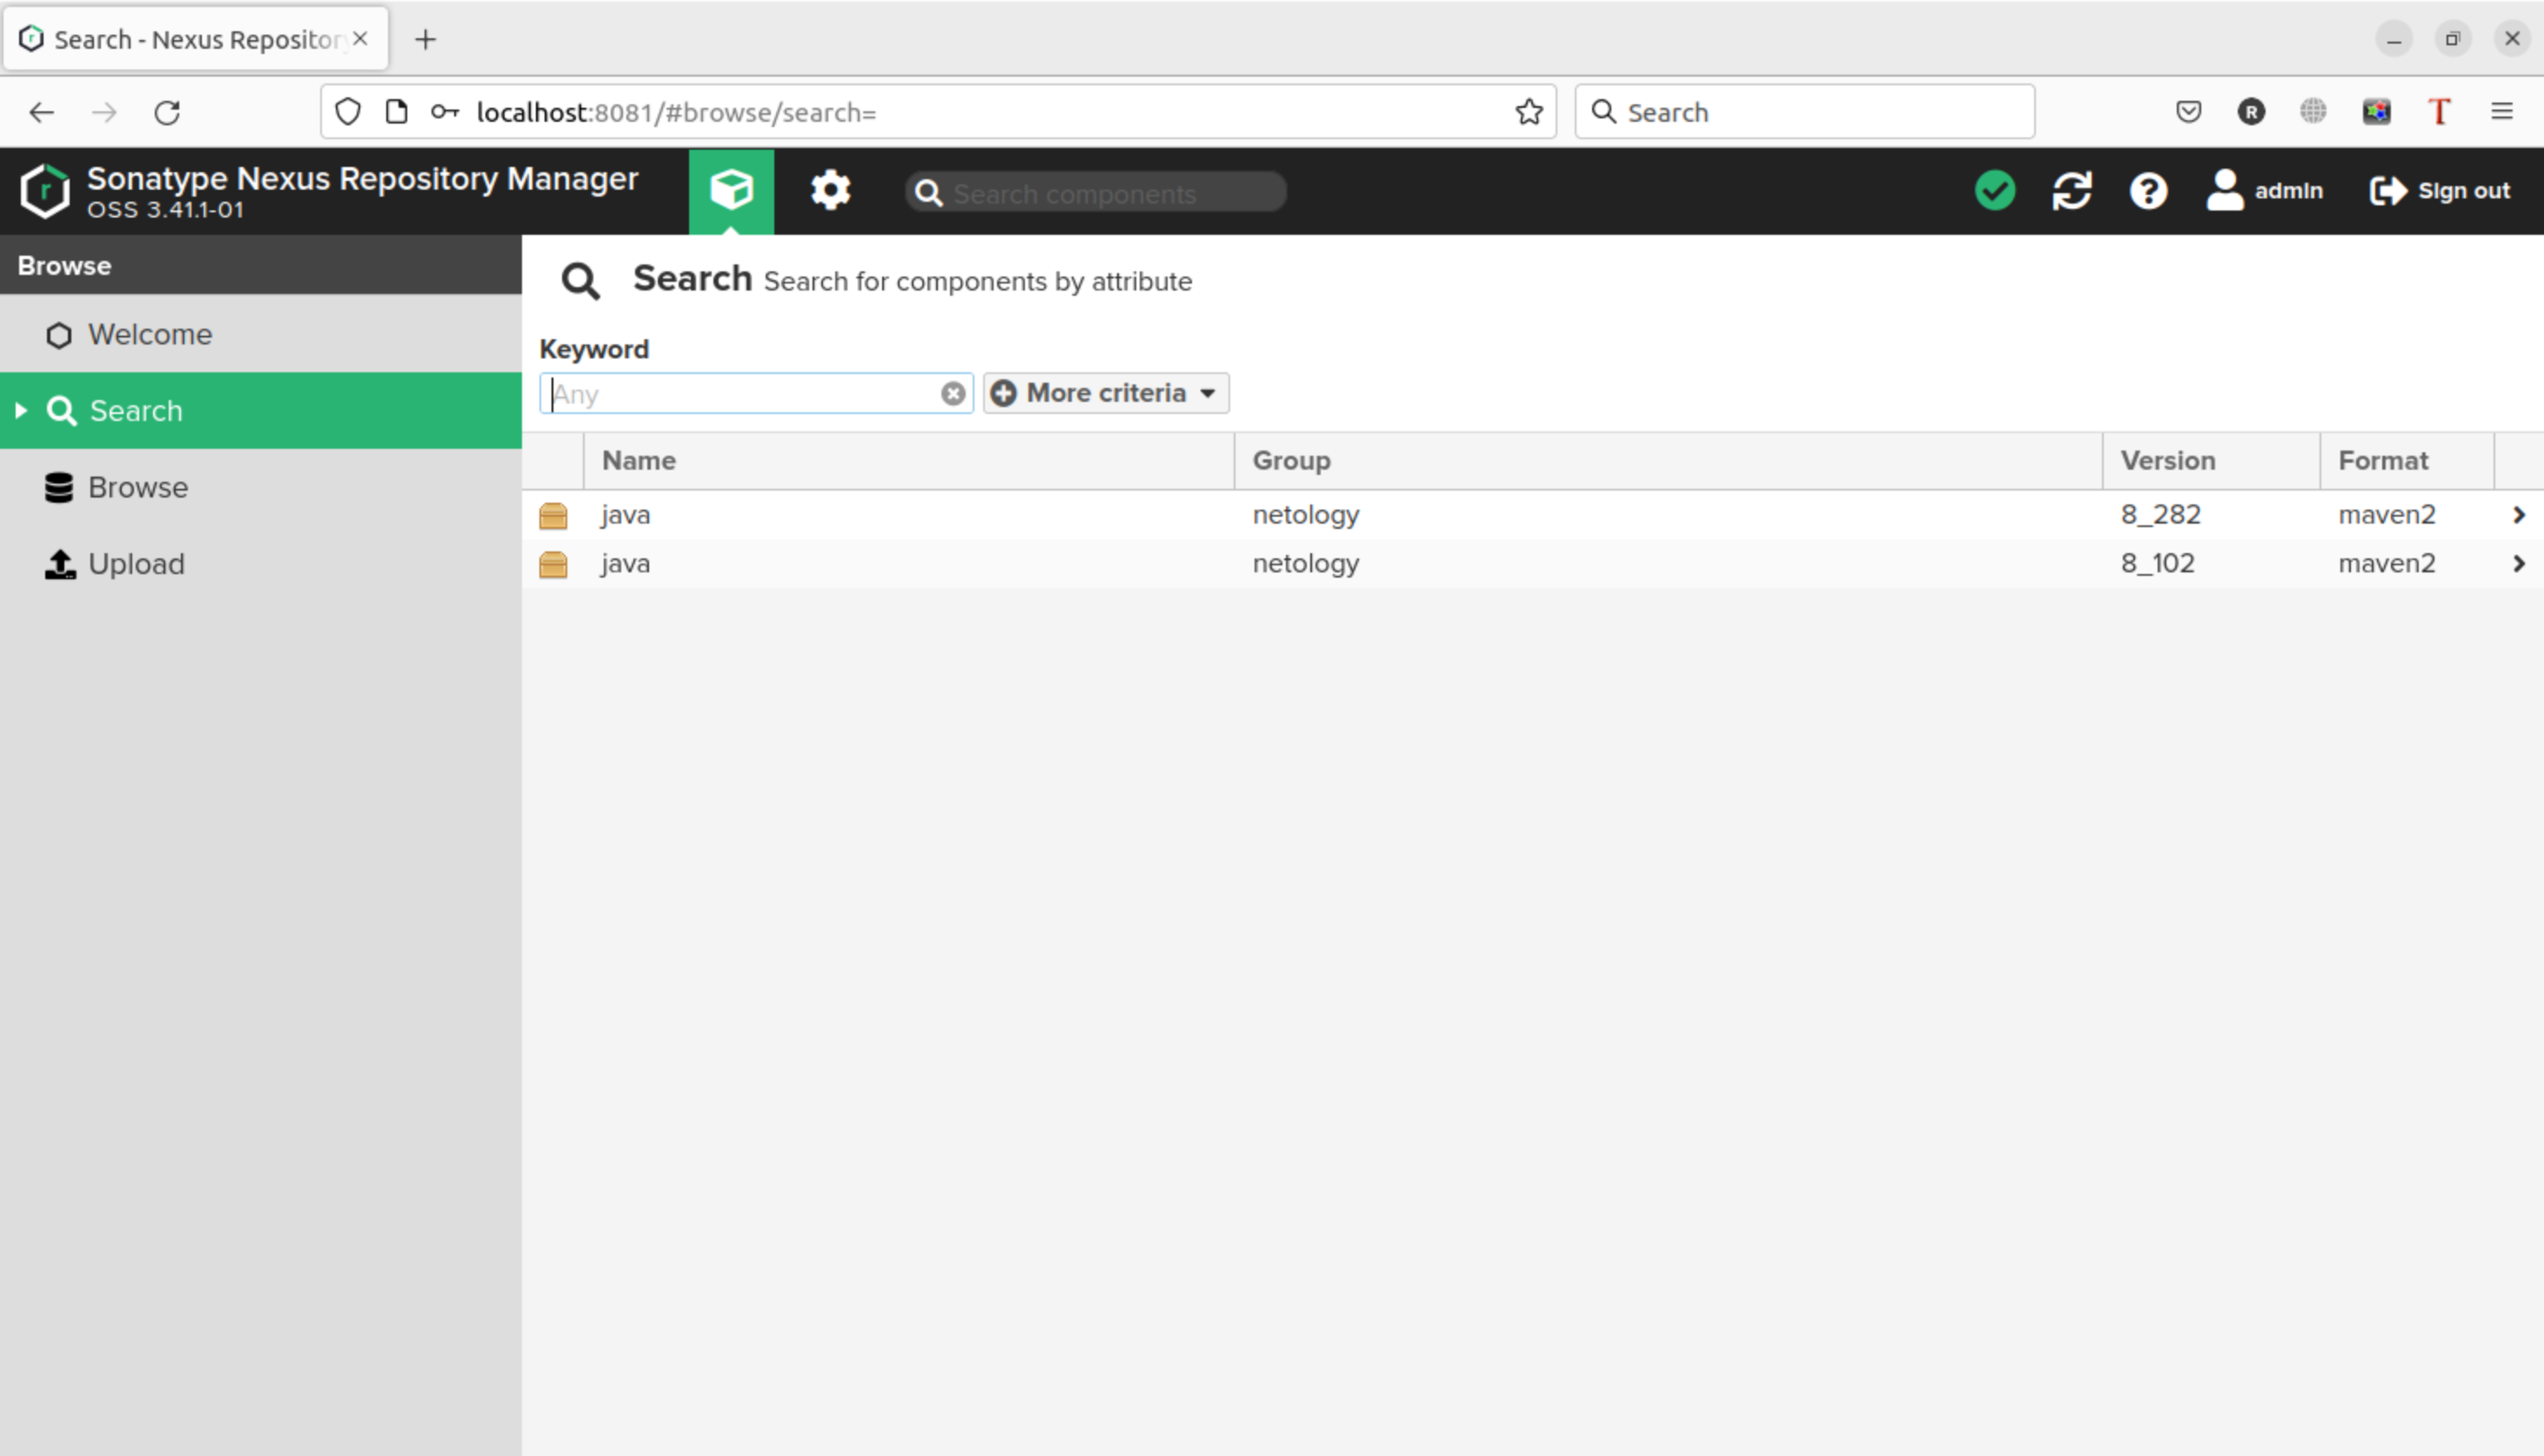 Search - Nexus Repositor
localhost:8081/#browse/search=
Search
Sonatype Nexus Repository Manager
OSS 3.41.1-01
Search components
admin
Sign out
Browse
Welcome
Search
Browse
Upload
Search Search for components by attribute
Keyword
Any
More criteria
Name Group Version Format
java netology 8_282 maven2
java netology 8_102 maven2